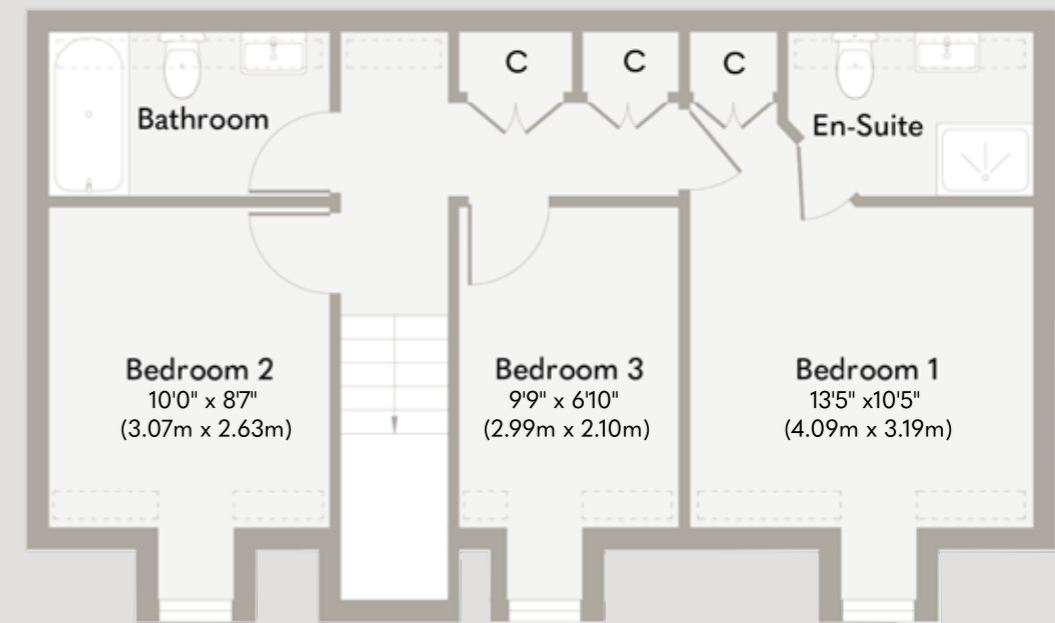 C
C
C
Bathroom
En-Suite
Bedroom 2
10'0" x 8'7"
(3.07m x 2.63m)
Bedroom 3
9'9" x 6'10"
(2.99m x 2.10m)
Bedroom 1
13'5" x10'5"
(4.09m x 3.19m)